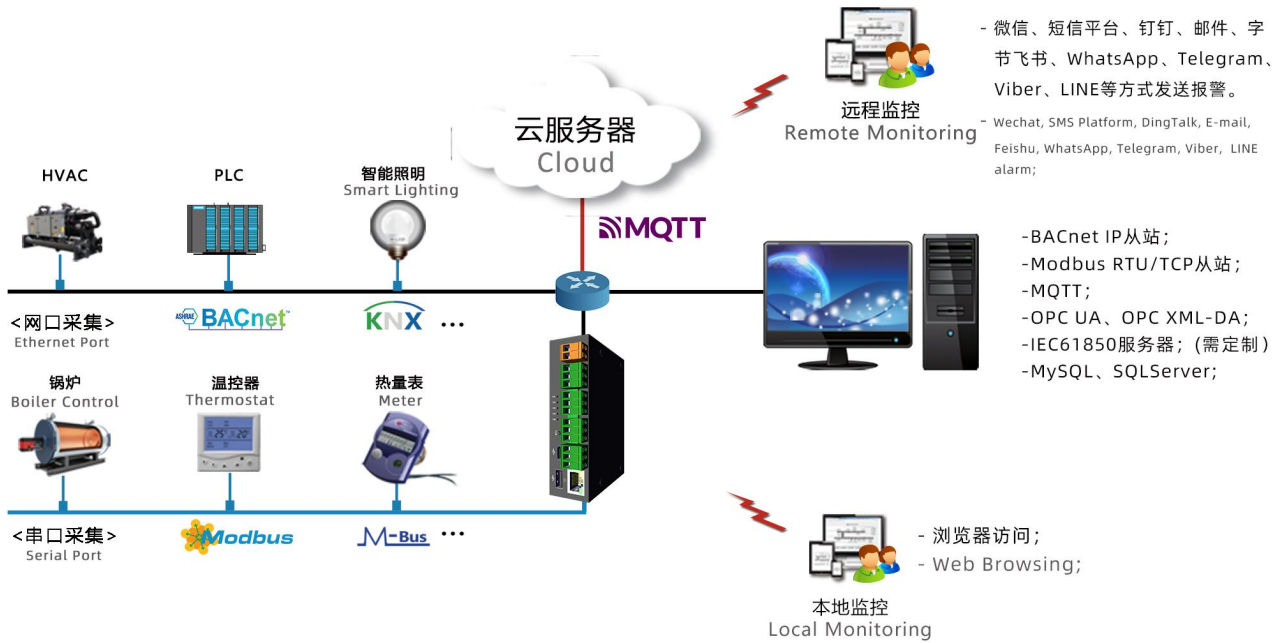 - 微信、短信平台、钉钉、邮件、字
节飞书、WhatsApp、Telegram、
Viber、LINE等方式发送报警。
- Wechat, SMS Platform, DingTalk, E-mail,
Feishu, WhatsApp, Telegram, Viber, LINE
alarm;
远程监控
Remote Monitoring
云服务器
Cloud
HVAC
PLC
智能照明
Smart Lighting
MQTT
<网口采集>
Ethernet Port
ASHRAE BACnet™
KNX
...
-BACnet IP从站;
-Modbus RTU/TCP从站;
-MQTT;
-OPC UA、OPC XML-DA;
-IEC61850服务器; (需定制)
-MySQL、SQLServer;
锅炉
Boiler Control
温控器
Thermostat
热量表
Meter
<串口采集>
Serial Port
Modbus
M-Bus
...
- 浏览器访问;
- Web Browsing;
本地监控
Local Monitoring